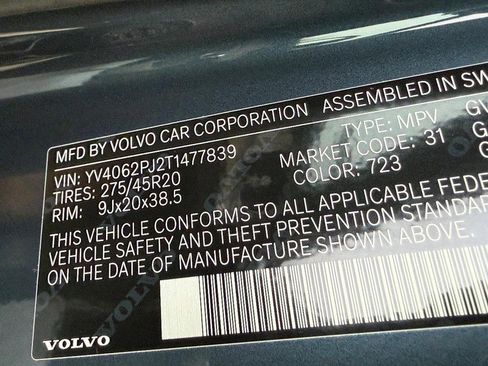 MFD BY VOLVO CAR CORPORATION ASSEMBLED IN SW
VIN: YV4062PJ2T1477839 TYPE: MPV GV
TIRES: 275/45R20 MARKET CODE: 31
RIM: 9Jx20x38.5 COLOR: 723
THIS VEHICLE CONFORMS TO ALL APPLICABLE FEDE
VEHICLE SAFETY AND THEFT PREVENTION STANDAR
ON THE DATE OF MANUFACTURE SHOWN ABOVE.
VOLVO